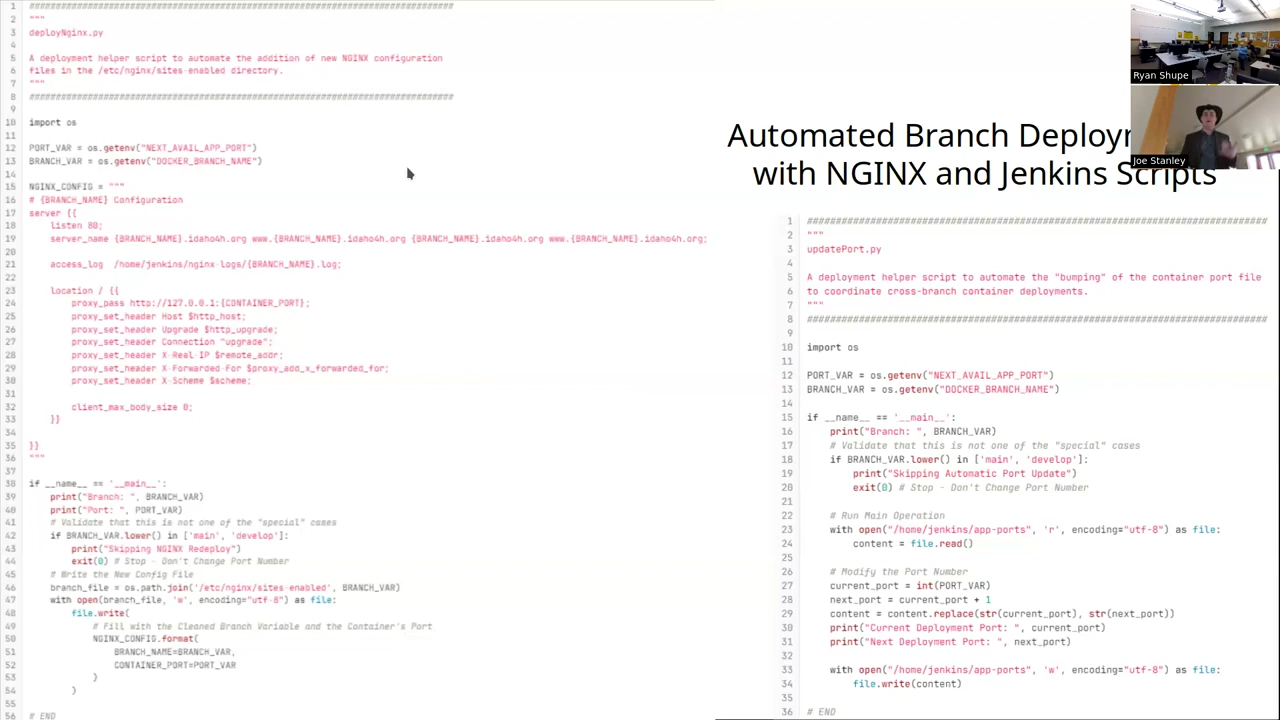 1 ################################################################################
2 """
3 deployNginx.py
4
5 A deployment helper script to automate the addition of new NGINX configuration
6 files in the /etc/nginx/sites-enabled directory.
7 """
8 ################################################################################
9
10 import os
11
12 PORT_VAR = os.getenv("NEXT_AVAIL_APP_PORT")
13 BRANCH_VAR = os.getenv("DOCKER_BRANCH_NAME")
14
15 NGINX_CONFIG = """
16 # {BRANCH_NAME} Configuration
17 server {{
18 listen 80;
19 server_name {BRANCH_NAME}.idaho4h.org www.{BRANCH_NAME}.idaho4h.org {BRANCH_NAME}.idaho4h.org www.{BRANCH_NAME}.idaho4h.org;
20
21 access_log /home/jenkins/nginx-logs/{BRANCH_NAME}.log;
22
23 location / {{
24 proxy_pass http://127.0.0.1:{CONTAINER_PORT};
25 proxy_set_header Host $http_host;
26 proxy_set_header Upgrade $http_upgrade;
27 proxy_set_header Connection "upgrade";
28 proxy_set_header X-Real-IP $remote_addr;
29 proxy_set_header X-Forwarded-For $proxy_add_x_forwarded_for;
30 proxy_set_header X-Scheme $scheme;
31
32 client_max_body_size 0;
33 }}
34
35 }}
36 """
37
38 if __name__ == '__main__':
39 print("Branch: ", BRANCH_VAR)
40 print("Port: ", PORT_VAR)
41 # Validate that this is not one of the "special" cases
42 if BRANCH_VAR.lower() in ['main', 'develop']:
43 print("Skipping NGINX Redeploy")
44 exit(0) # Stop - Don't Change Port Number
45 # Write the New Config File
46 branch_file = os.path.join('/etc/nginx/sites-enabled', BRANCH_VAR)
47 with open(branch_file, 'w', encoding="utf-8") as file:
48 file.write(
49 # Fill with the Cleaned Branch Variable and the Container's Port
50 NGINX_CONFIG.format(
51 BRANCH_NAME=BRANCH_VAR,
52 CONTAINER_PORT=PORT_VAR
53 )
54 )
55
56 # END
Ryan Shupe
Joe Stanley
Automated Branch
with NGINX and Jenkins Scripts
1 ################################################################################
2 """
3 updatePort.py
4
5 A deployment helper script to automate the "bumping" of the container port file
6 to coordinate cross-branch container deployments.
7 """
8 ################################################################################
9
10 import os
11
12 PORT_VAR = os.getenv("NEXT_AVAIL_APP_PORT")
13 BRANCH_VAR = os.getenv("DOCKER_BRANCH_NAME")
14
15 if __name__ == '__main__':
16 print("Branch: ", BRANCH_VAR)
17 # Validate that this is not one of the "special" cases
18 if BRANCH_VAR.lower() in ['main', 'develop']:
19 print("Skipping Automatic Port Update")
20 exit(0) # Stop - Don't Change Port Number
21
22 # Run Main Operation
23 with open("/home/jenkins/app-ports", 'r', encoding="utf-8") as file:
24 content = file.read()
25
26 # Modify the Port Number
27 current_port = int(PORT_VAR)
28 next_port = current_port + 1
29 content = content.replace(str(current_port), str(next_port))
30 print("Current Deployment Port: ", current_port)
31 print("Next Deployment Port: ", next_port)
32
33 with open("/home/jenkins/app-ports", 'w', encoding="utf-8") as file:
34 file.write(content)
35
36 # END